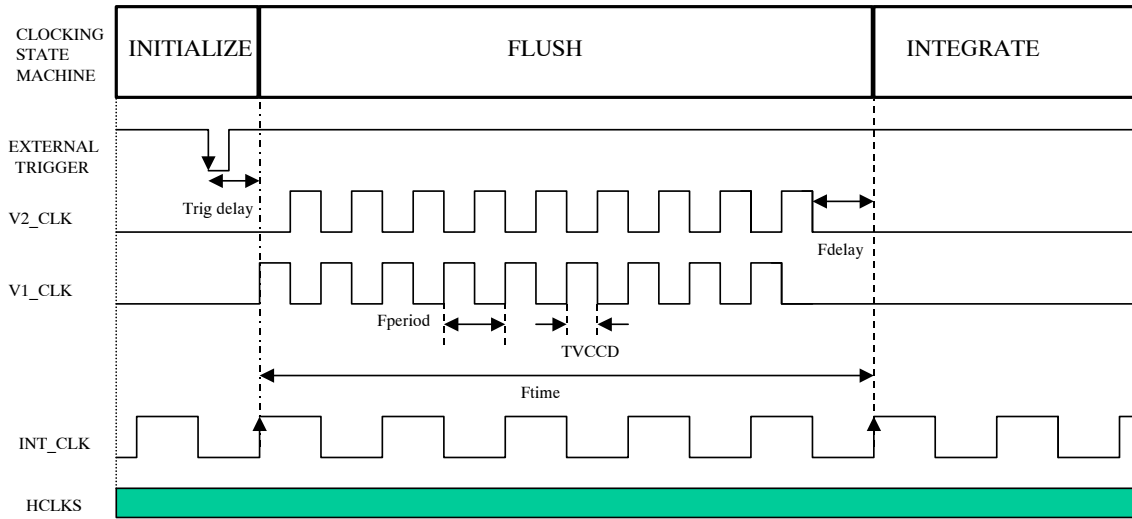 CLOCKING
STATE
MACHINE
INITIALIZE
FLUSH
INTEGRATE
EXTERNAL
TRIGGER
Trig delay
V2_CLK
Fdelay
V1_CLK
Fperiod
TVCCD
Ftime
INT_CLK
HCLKS